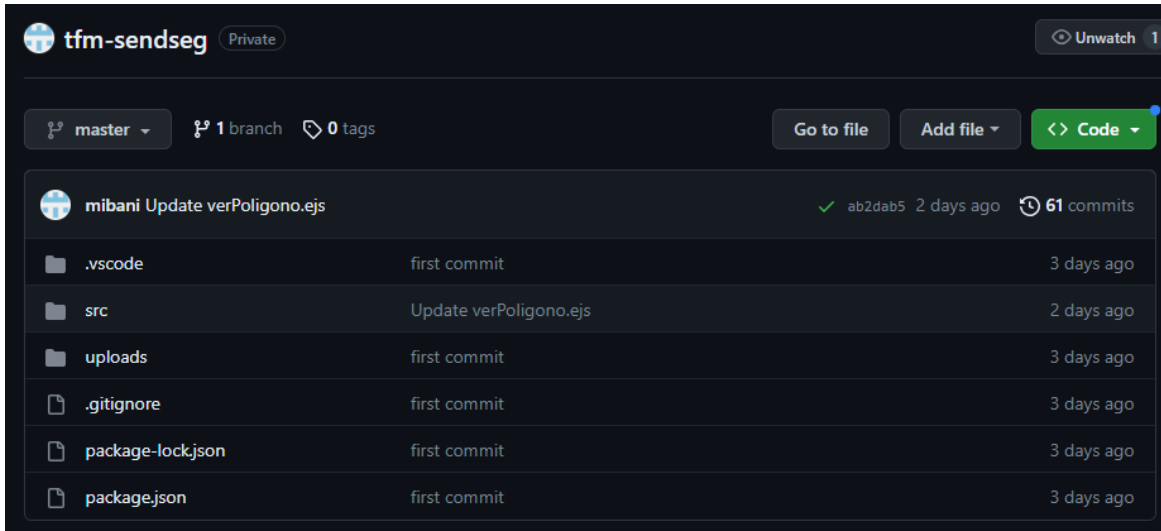 tfm-sendseg Private Unwatch 1
master 1 branch 0 tags Go to file Add file <> Code
mibani Update verPoligono.ejs ab2dab5 2 days ago 61 commits
.vscode first commit 3 days ago
src Update verPoligono.ejs 2 days ago
uploads first commit 3 days ago
.gitignore first commit 3 days ago
package-lock.json first commit 3 days ago
package.json first commit 3 days ago